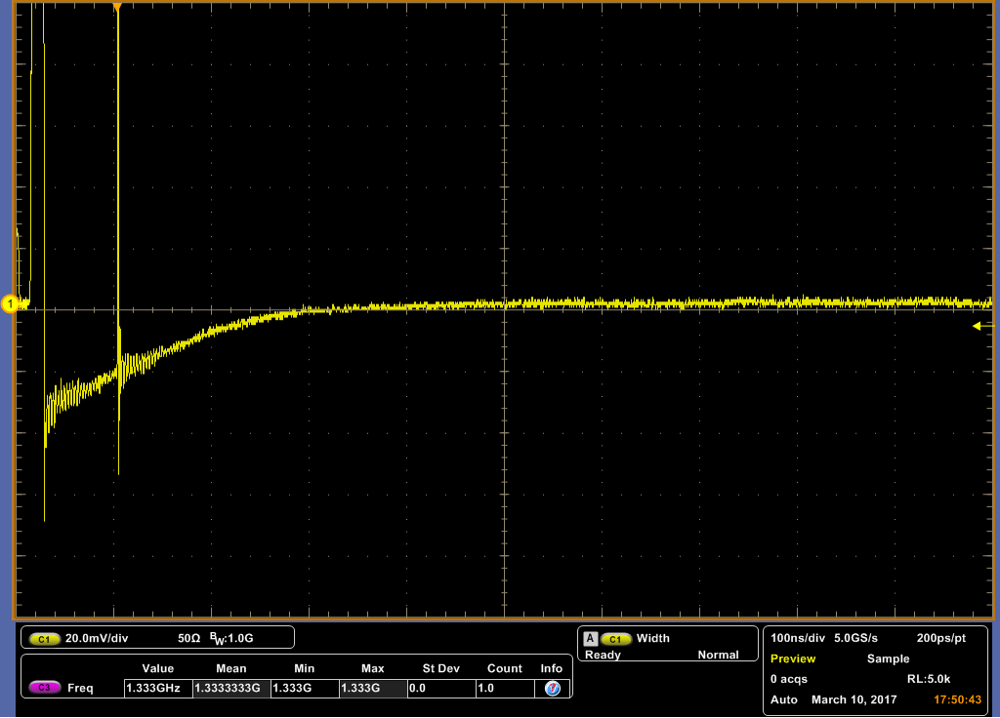 1
C1 20.0mV/div 50Ω BW:1.0G
A C1 Width
Ready Normal
100ns/div 5.0GS/s 200ps/pt
Preview Sample
0 acqs RL:5.0k
Auto March 10, 2017 17:50:43
Value Mean Min Max St Dev Count Info
C3 Freq 1.333GHz 1.3333333G 1.333G 1.333G 0.0 1.0